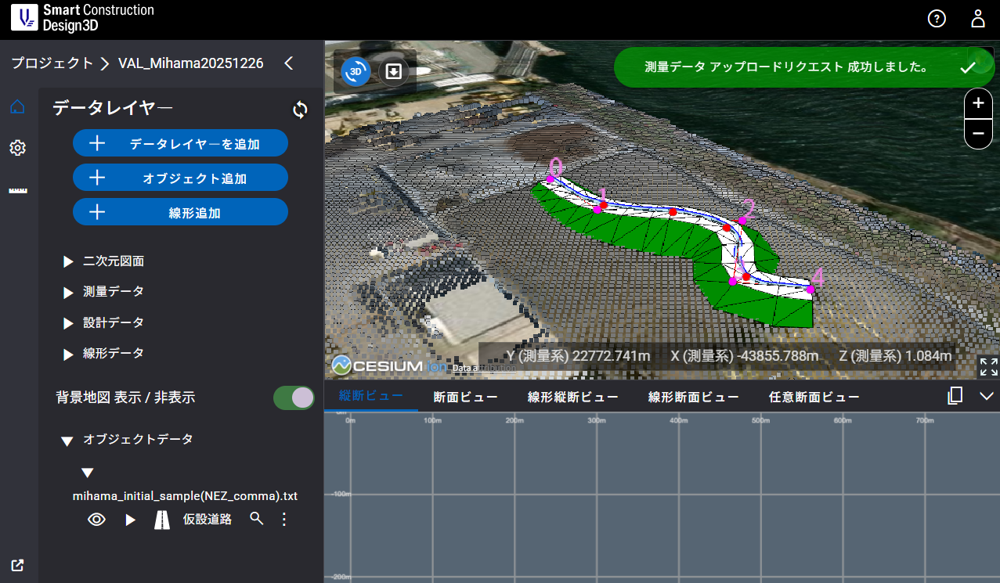 Smart Construction
Design3D
プロジェクト
VAL_Mihama20251226
データレイヤー
データレイヤーを追加
オブジェクト追加
線形追加
二次元図面
測量データ
設計データ
線形データ
背景地図 表示 / 非表示
オブジェクトデータ
mihama_initial_sample(NEZ_comma).txt
仮設道路
3D
測量データ アップロードリクエスト 成功しました。
0
1
2
4
CESIUM ion
Data attribution
Y (測量系) 22772.741m
X (測量系) -43855.788m
Z (測量系) 1.084m
縦断ビュー
断面ビュー
線形縦断ビュー
線形断面ビュー
任意断面ビュー
0m
0m
100m
200m
300m
400m
500m
600m
700m
-100m
-200m